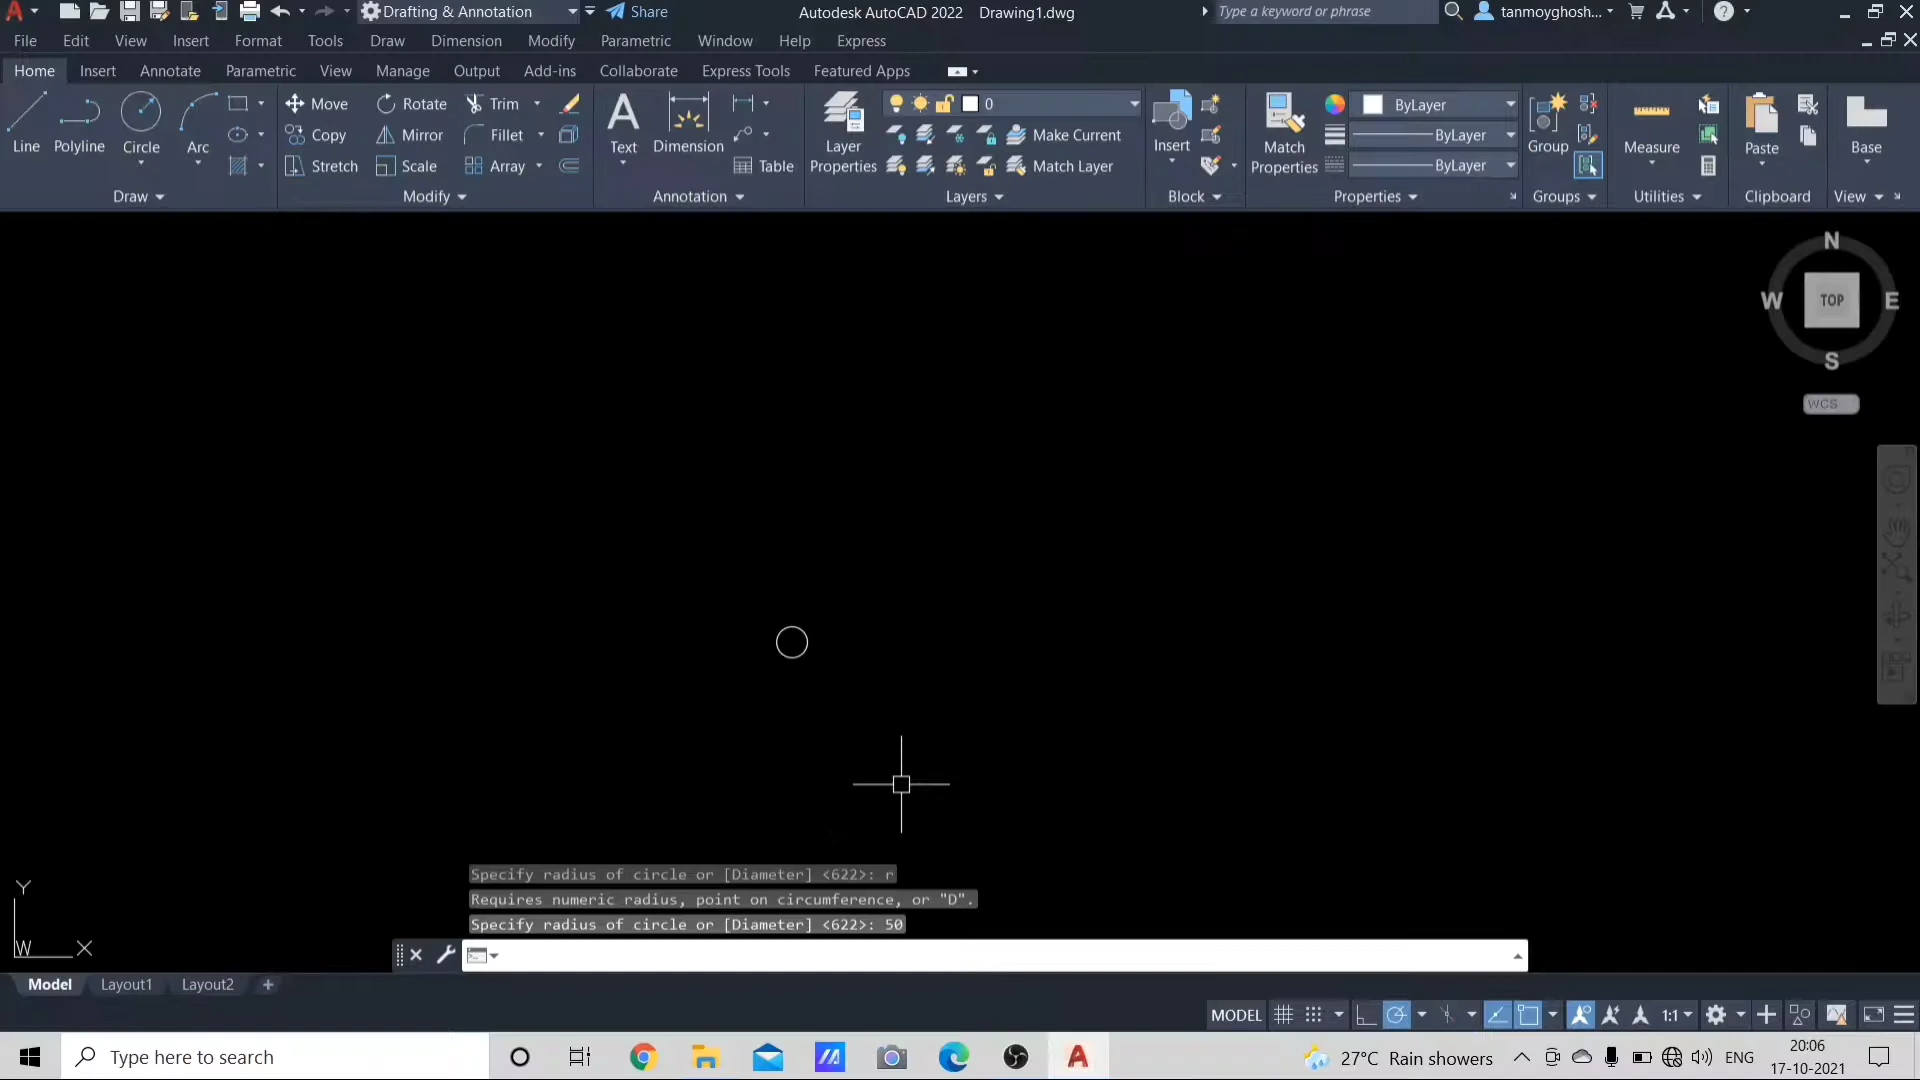 Drafting & Annotation Share Autodesk AutoCAD 2022 Drawing1.dwg Type a keyword or phrase tanmoyghosh...
File Edit View Insert Format Tools Draw Dimension Modify Parametric Window Help Express
Home Insert Annotate Parametric View Manage Output Add-ins Collaborate Express Tools Featured Apps
Move Rotate Trim 0 ByLayer
Line Polyline Circle Arc Copy Mirror Fillet Text Dimension Make Current Insert ByLayer Group Measure Paste Base
Stretch Scale Array Table Layer Properties Match Layer Match Properties ByLayer
Draw Modify Annotation Layers Block Properties Groups Utilities Clipboard View
N
W TOP E
S
WCS
Specify radius of circle or [Diameter] <622>: r
Requires numeric radius, point on circumference, or "D".
Specify radius of circle or [Diameter] <622>: 50
Y
W X
Model Layout1 Layout2 +
MODEL 1:1
Type here to search 27°C Rain showers ENG 20:06
17-10-2021